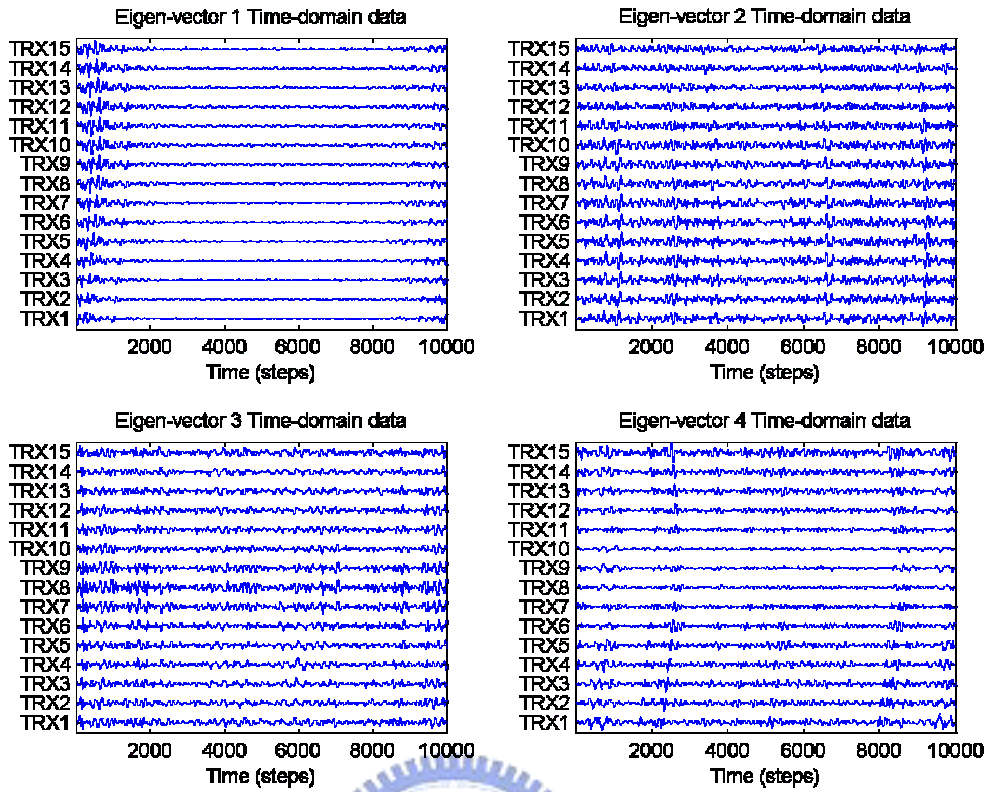 Eigen-vector 1 Time-domain data
TRX15
TRX14
TRX13
TRX12
TRX11
TRX10
TRX9
TRX8
TRX7
TRX6
TRX5
TRX4
TRX3
TRX2
TRX1
2000 4000 6000 8000 10000
Time (steps)
Eigen-vector 2 Time-domain data
TRX15
TRX14
TRX13
TRX12
TRX11
TRX10
TRX9
TRX8
TRX7
TRX6
TRX5
TRX4
TRX3
TRX2
TRX1
2000 4000 6000 8000 10000
Time (steps)
Eigen-vector 3 Time-domain data
TRX15
TRX14
TRX13
TRX12
TRX11
TRX10
TRX9
TRX8
TRX7
TRX6
TRX5
TRX4
TRX3
TRX2
TRX1
2000 4000 6000 8000 10000
Time (steps)
Eigen-vector 4 Time-domain data
TRX15
TRX14
TRX13
TRX12
TRX11
TRX10
TRX9
TRX8
TRX7
TRX6
TRX5
TRX4
TRX3
TRX2
TRX1
2000 4000 6000 8000 10000
Time (steps)